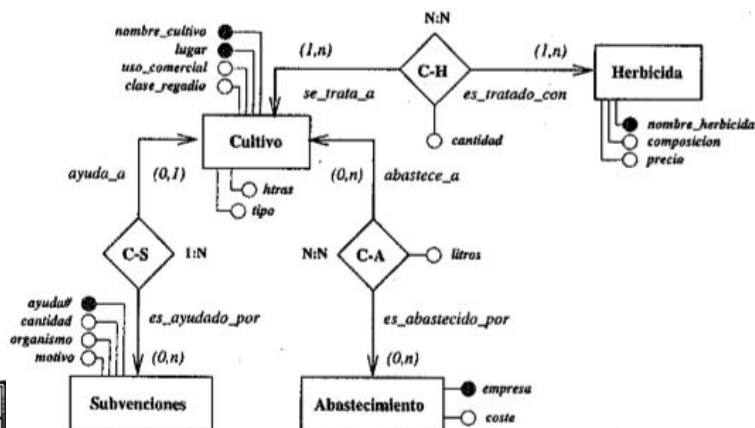 N:N
nombre_cultivo
lugar
uso_comercial
clase_regadio
(1,n)
C-H
(1,n)
Herbicida
se_trata_a
es_tratado_con
nombre_herbicida
composicion
precio
cantidad
Cultivo
ayuda_a
(0,1)
(0,n)
abastece_a
htras
tipo
C-S
1:N
N:N
C-A
litros
ayuda#
cantidad
organismo
motivo
es_ayudado_por
(0,n)
es_abastecido_por
(0,n)
Subvenciones
Abastecimiento
empresa
coste